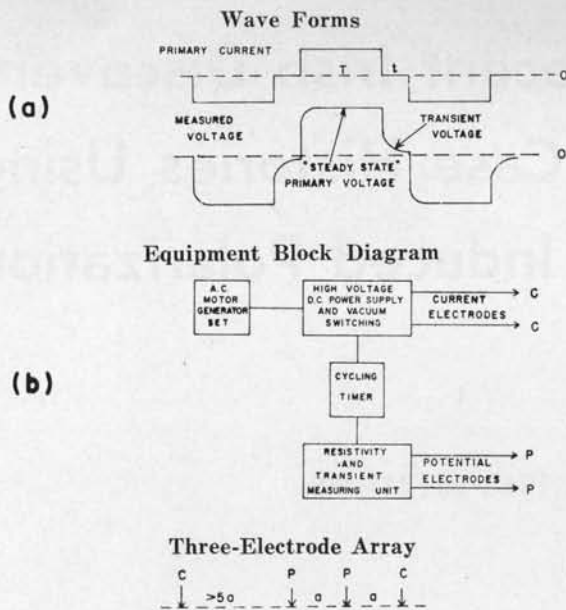 Wave Forms
PRIMARY CURRENT
T
t
O
(a)
MEASURED
VOLTAGE
TRANSIENT
VOLTAGE
"STEADY STATE"
PRIMARY VOLTAGE
O
Equipment Block Diagram
A.C.
MOTOR
GENERATOR
SET
HIGH VOLTAGE
D.C. POWER SUPPLY
AND VACUUM
SWITCHING
CURRENT
ELECTRODES
C
C
(b)
CYCLING
TIMER
RESISTIVITY
AND
TRANSIENT
MEASURING UNIT
POTENTIAL
ELECTRODES
P
P
Three-Electrode Array
C P P C
>5a a a